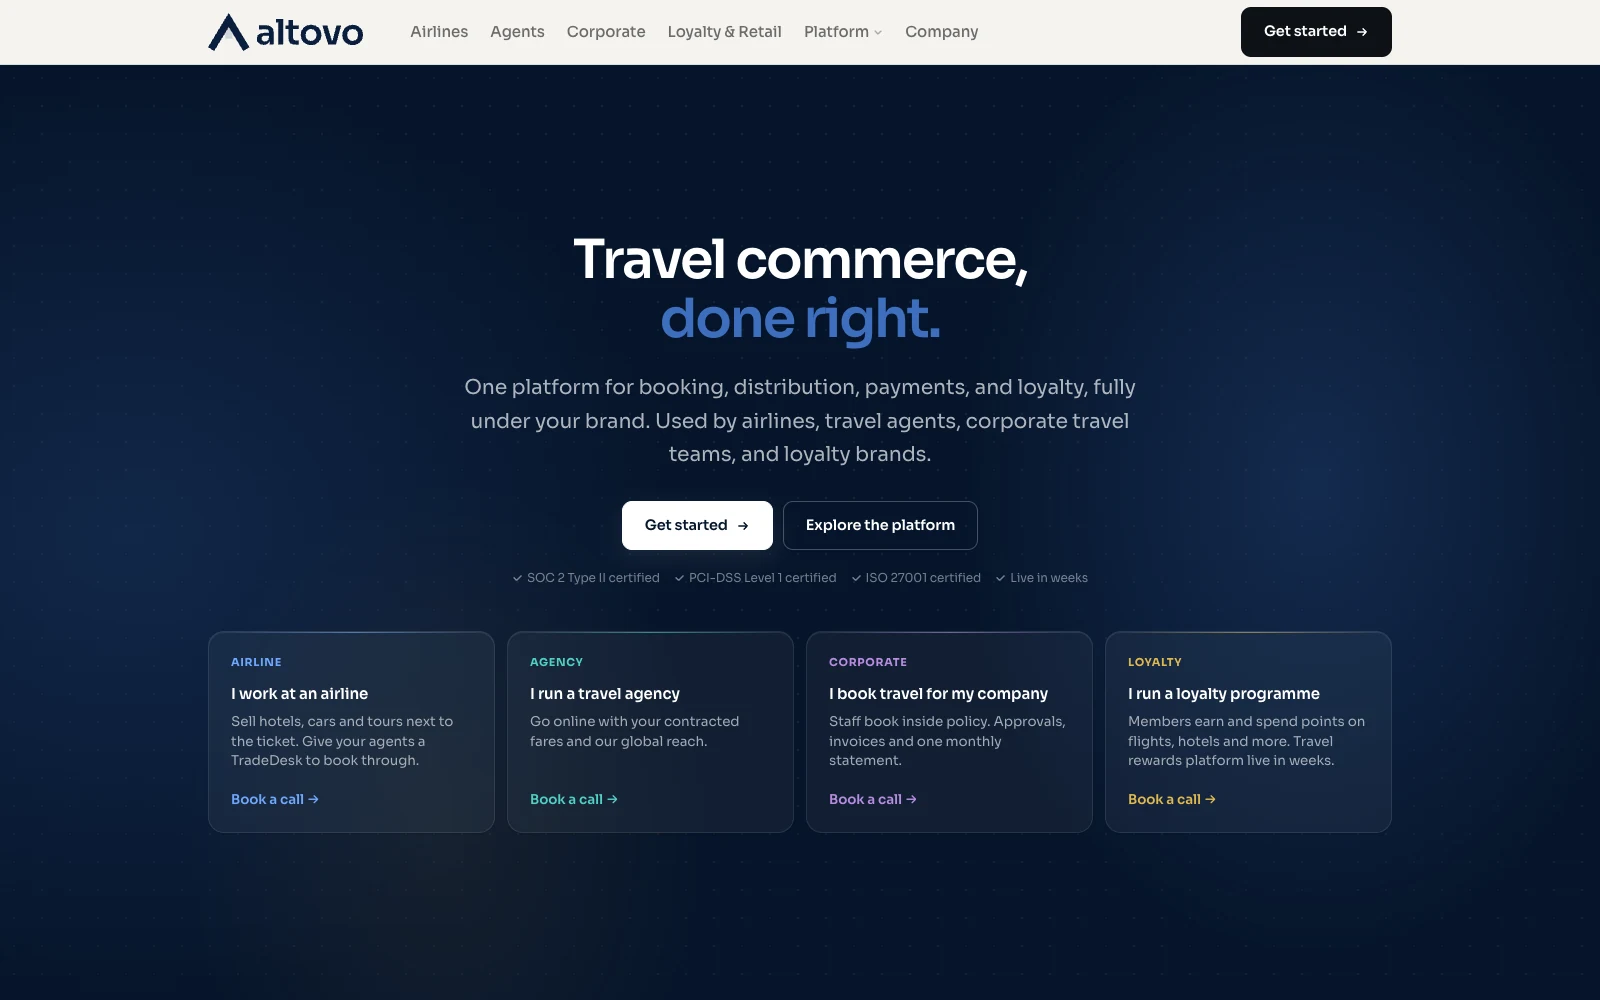 altovo
Airlines
Agents
Corporate
Loyalty & Retail
Platform
Company
Get started →
Travel commerce,
done right.
One platform for booking, distribution, payments, and loyalty, fully
under your brand. Used by airlines, travel agents, corporate travel
teams, and loyalty brands.
Get started →
Explore the platform
✓ SOC 2 Type II certified
✓ PCI-DSS Level 1 certified
✓ ISO 27001 certified
✓ Live in weeks
AIRLINE
I work at an airline
Sell hotels, cars and tours next to
the ticket. Give your agents a
TradeDesk to book through.
Book a call →
AGENCY
I run a travel agency
Go online with your contracted
fares and our global reach.
Book a call →
CORPORATE
I book travel for my company
Staff book inside policy. Approvals,
invoices and one monthly
statement.
Book a call →
LOYALTY
I run a loyalty programme
Members earn and spend points on
flights, hotels and more. Travel
rewards platform live in weeks.
Book a call →